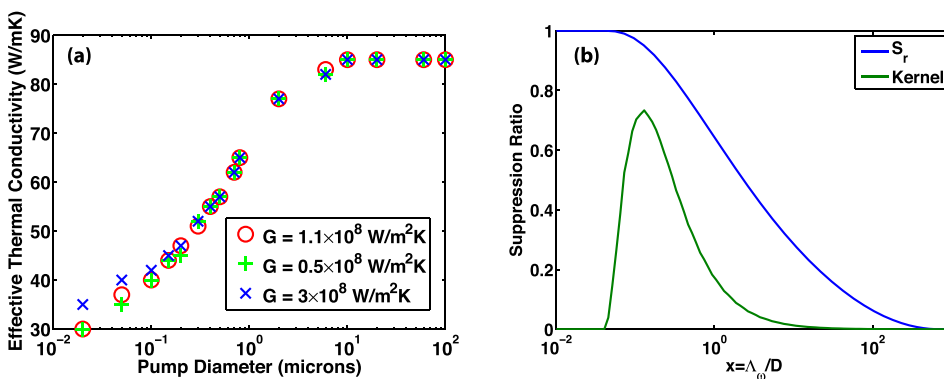 (a)
Effective Thermal Conductivity (W/mK)
90
80
70
60
50
40
30
G = 1.1×10⁸ W/m²K
G = 0.5×10⁸ W/m²K
G = 3×10⁸ W/m²K
10⁻² 10⁻¹ 10⁰ 10¹ 10²
Pump Diameter (microns)
(b)
Suppression Ratio
1
0.8
0.6
0.4
0.2
0
S_r
Kernel
10⁻² 10⁰ 10²
x=Λ_ω/D